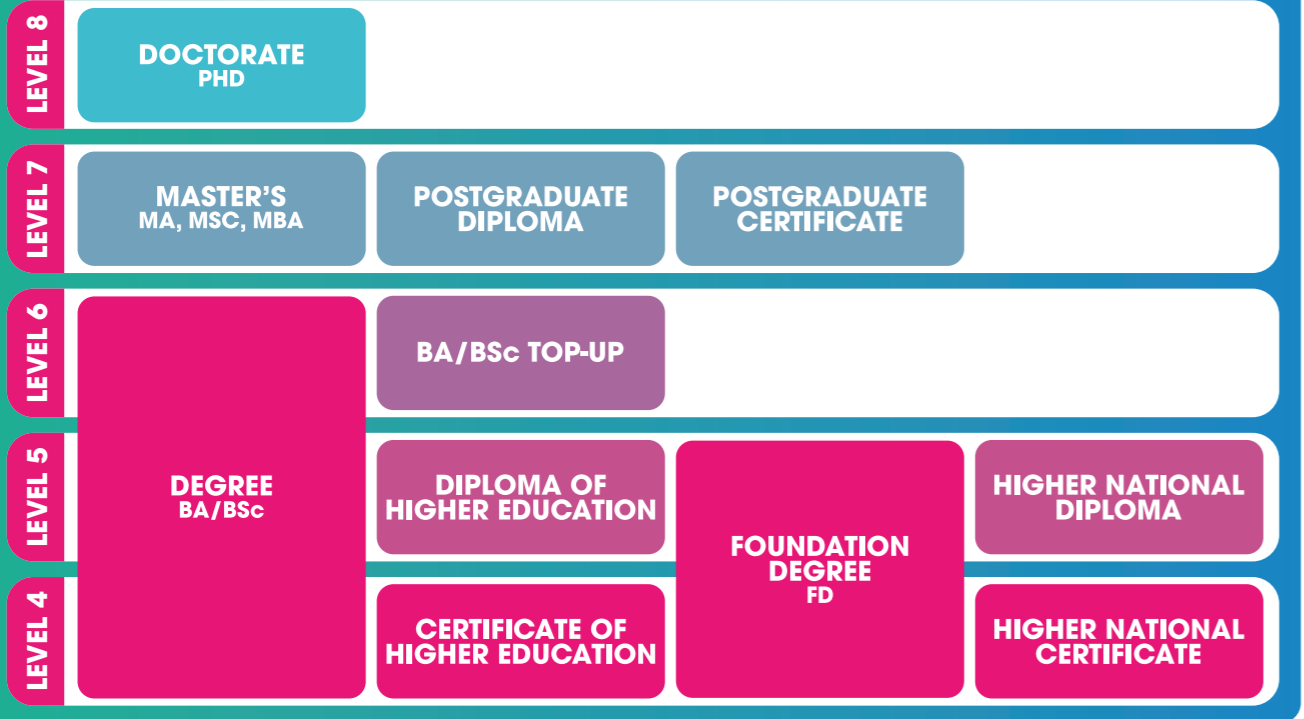 LEVEL 8
DOCTORATE
PHD
LEVEL 7
MASTER'S
MA, MSC, MBA
POSTGRADUATE
DIPLOMA
POSTGRADUATE
CERTIFICATE
LEVEL 6
BA/BSc TOP-UP
LEVEL 5
DEGREE
BA/BSc
DIPLOMA OF
HIGHER EDUCATION
FOUNDATION
DEGREE
FD
HIGHER NATIONAL
DIPLOMA
LEVEL 4
CERTIFICATE OF
HIGHER EDUCATION
HIGHER NATIONAL
CERTIFICATE